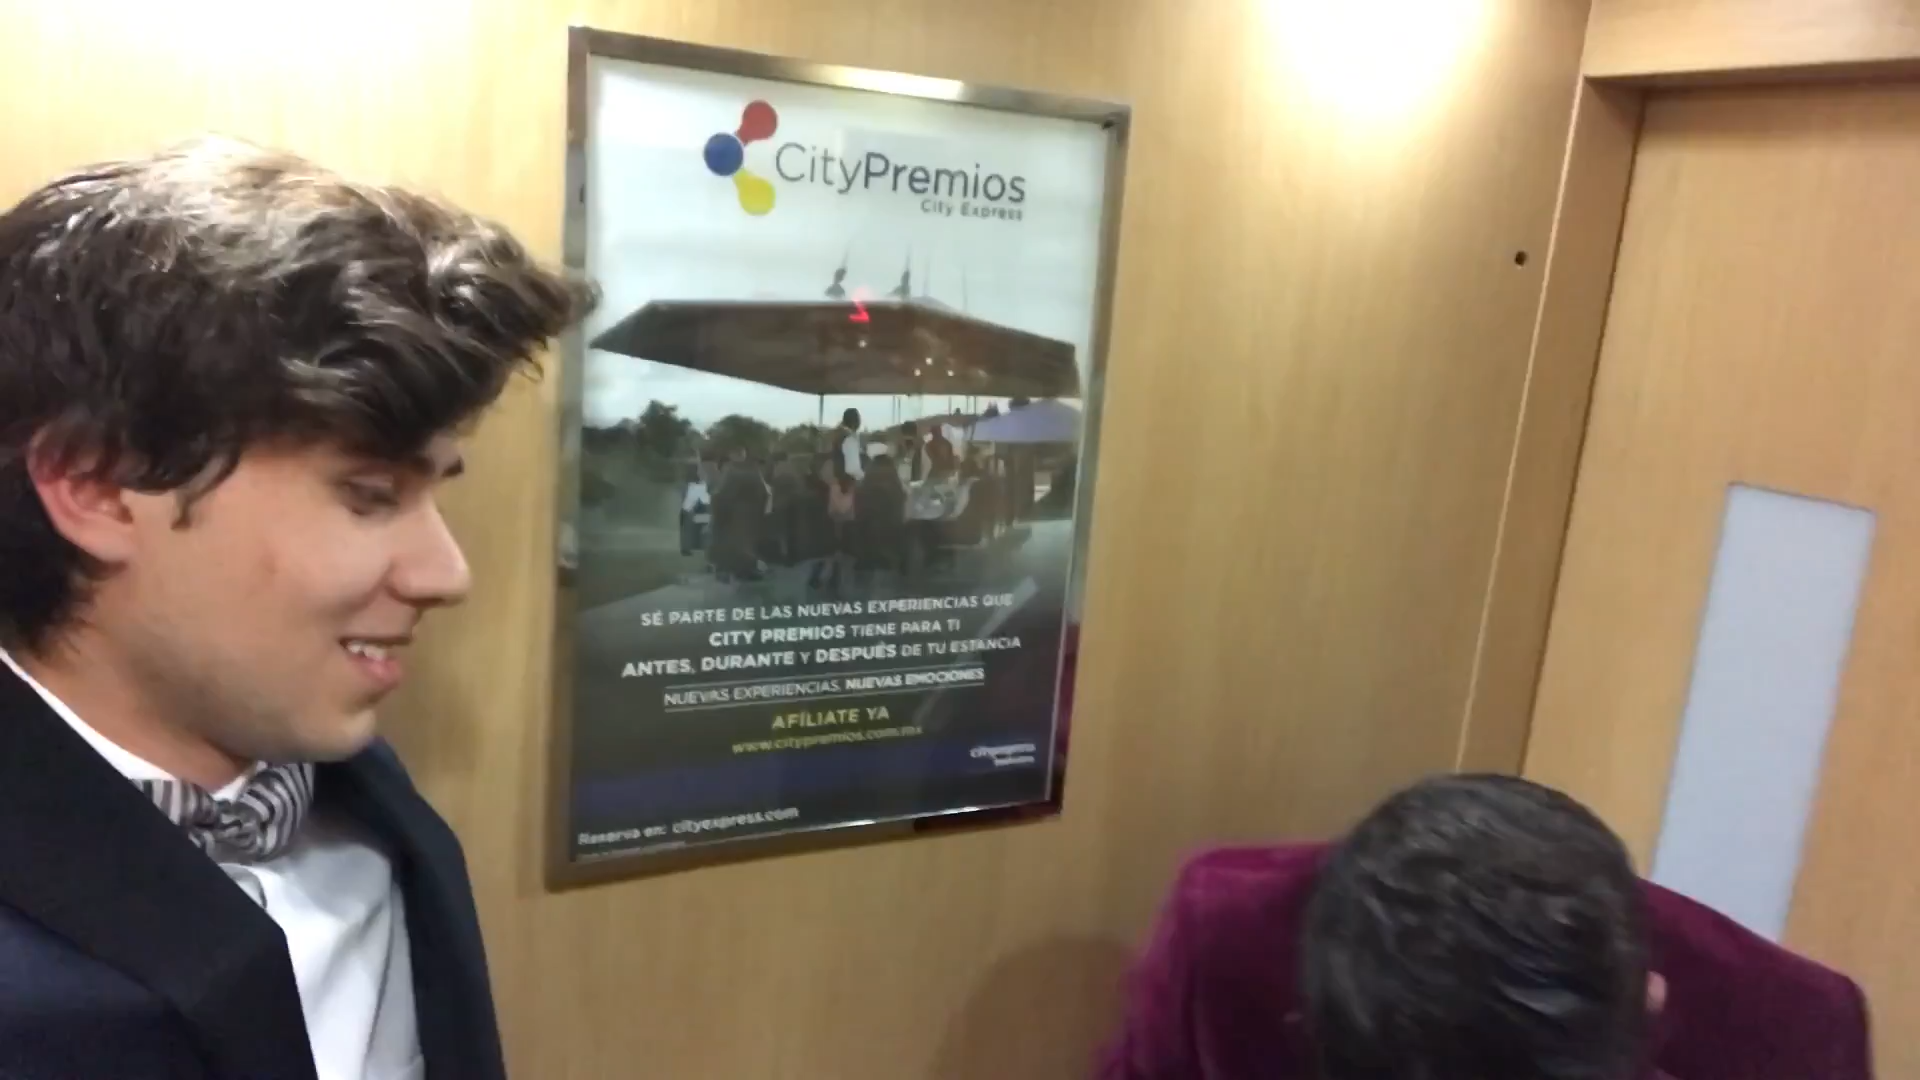 CityPremios
City Express
SÉ PARTE DE LAS NUEVAS EXPERIENCIAS QUE
CITY PREMIOS TIENE PARA TI
ANTES, DURANTE Y DESPUÉS DE TU ESTANCIA
NUEVAS EXPERIENCIAS, NUEVAS EMOCIONES
AFÍLIATE YA
www.citypremios.com.mx
cityexpress
Reserva en: cityexpress.com